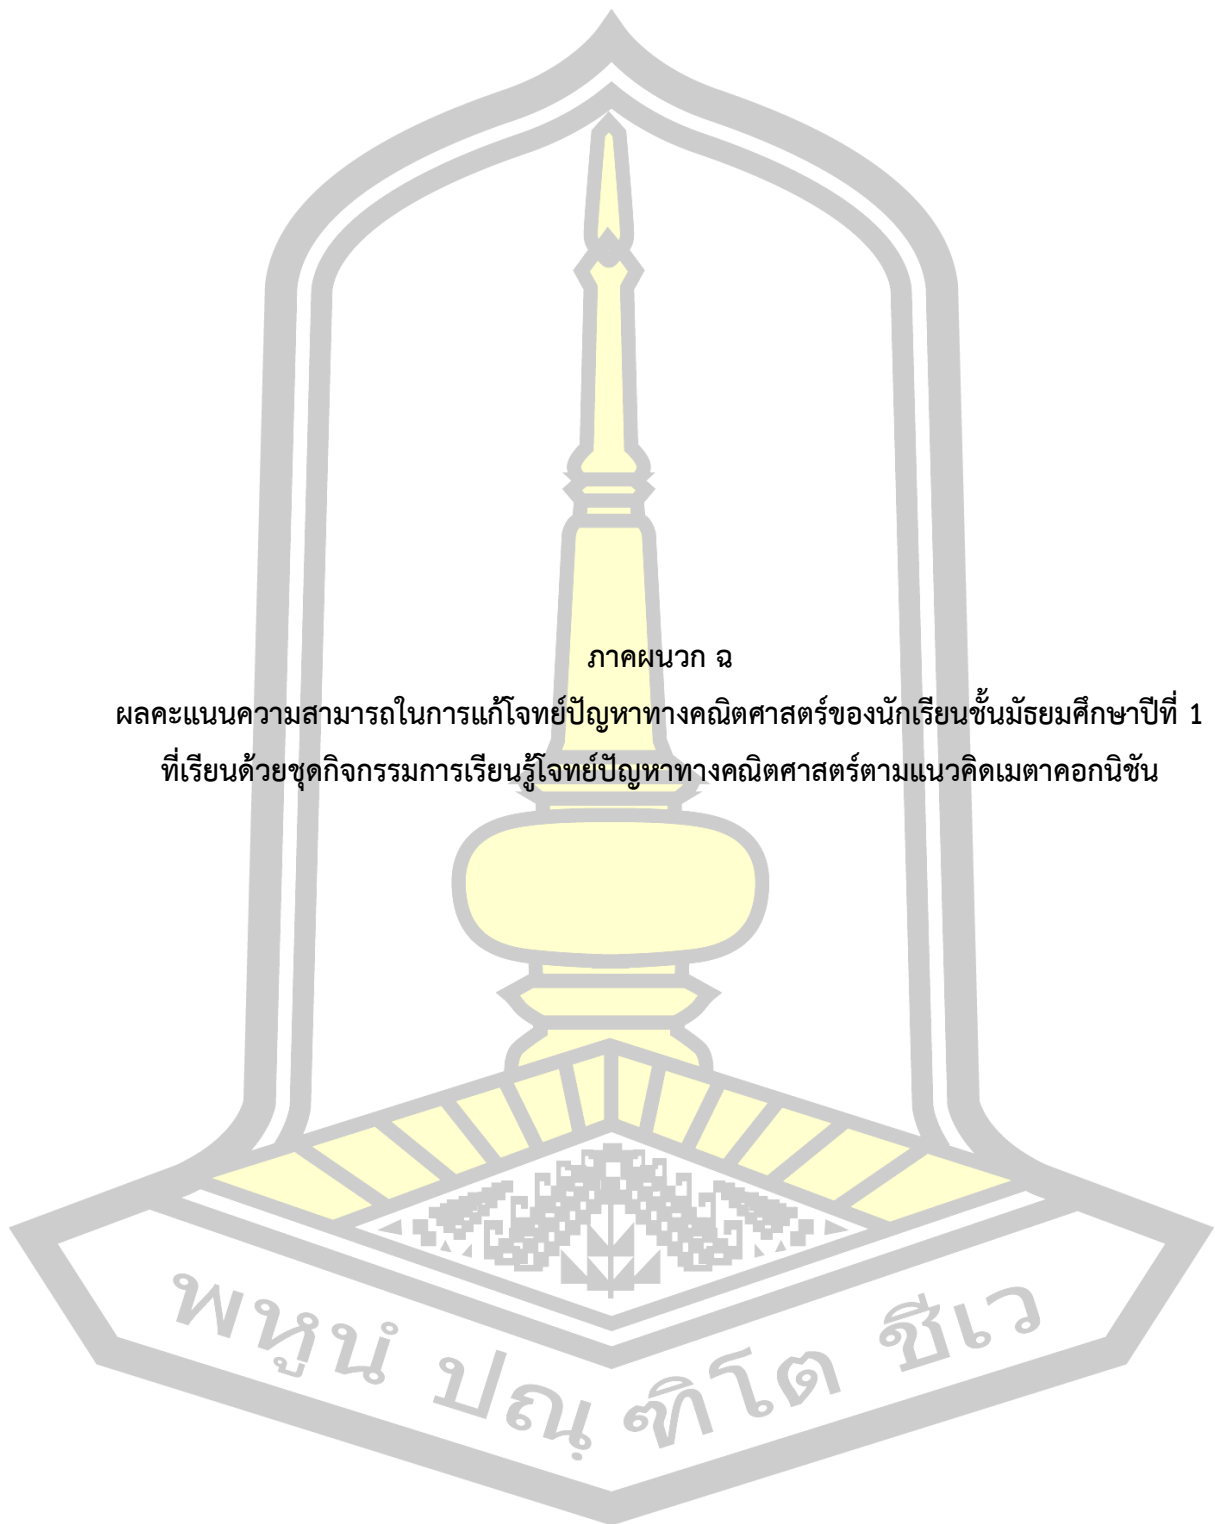 ภาคผนวก ฉ
ผลคะแนนความสามารถในการแก้โจทย์ปัญหาทางคณิตศาสตร์ของนักเรียนชั้นมัธยมศึกษาปีที่ 1
ที่เรียนด้วยชุดกิจกรรมการเรียนรู้โจทย์ปัญหาทางคณิตศาสตร์ตามแนวคิดเมตาคอกนิชัน
พหูนํ ปณฺ ฑิโต ชีเว